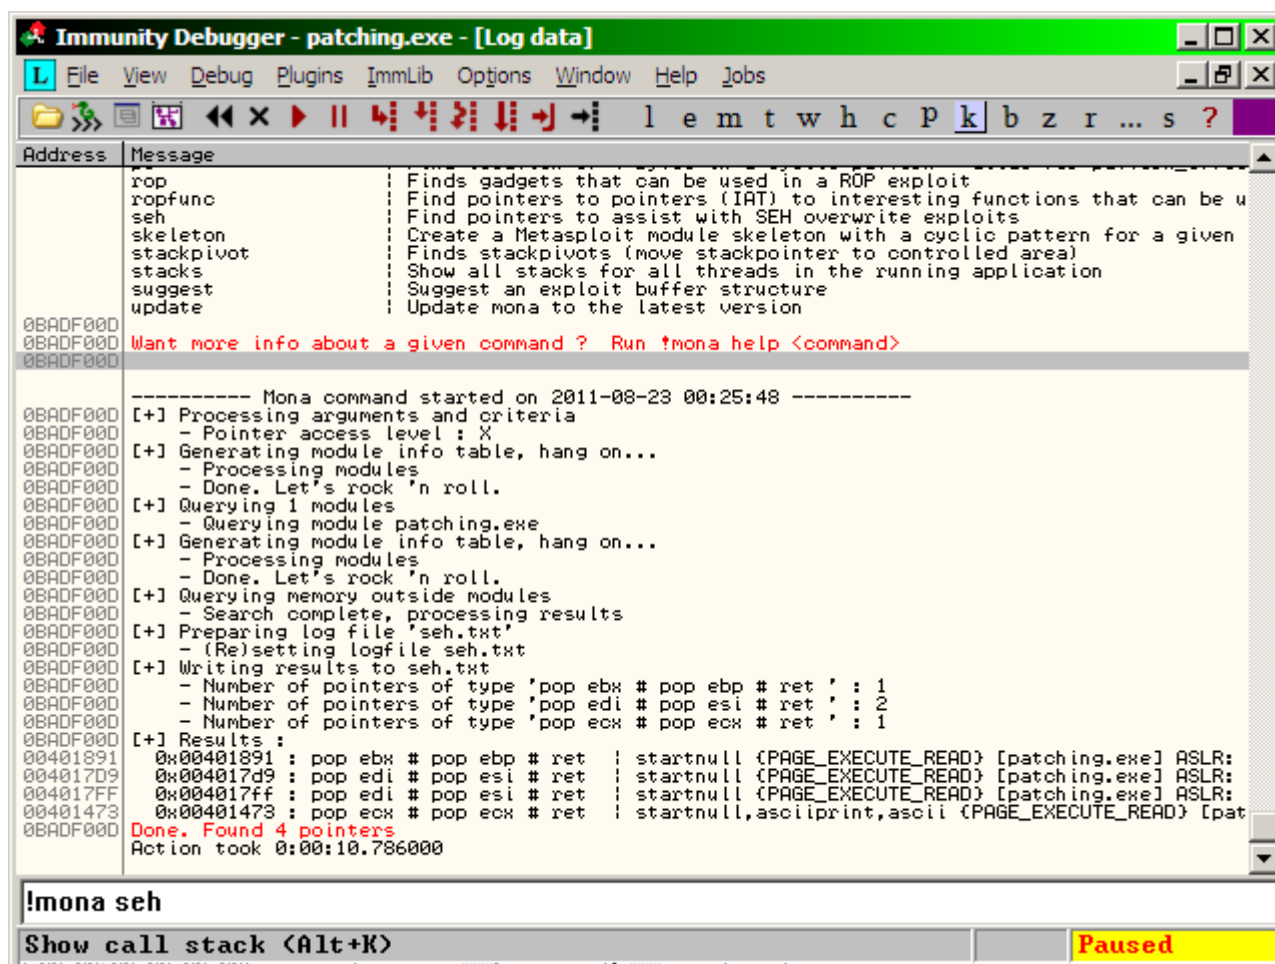 Immunity Debugger - patching.exe - [Log data]
L File View Debug Plugins ImmLib Options Window Help Jobs
l e m t w h c P k b z r ... s ?
Address Message
rop | Finds gadgets that can be used in a ROP exploit
ropfunc | Find pointers to pointers (IAT) to interesting functions that can be u
seh | Find pointers to assist with SEH overwrite exploits
skeleton | Create a Metasploit module skeleton with a cyclic pattern for a given
stackpivot | Finds stackpivots (move stackpointer to controlled area)
stacks | Show all stacks for all threads in the running application
suggest | Suggest an exploit buffer structure
update | Update mona to the latest version
0BADF00D
0BADF00D Want more info about a given command ? Run !mona help <command>
0BADF00D
---------- Mona command started on 2011-08-23 00:25:48 ----------
0BADF00D [+] Processing arguments and criteria
0BADF00D - Pointer access level : X
0BADF00D [+] Generating module info table, hang on...
0BADF00D - Processing modules
0BADF00D - Done. Let's rock 'n roll.
0BADF00D [+] Querying 1 modules
0BADF00D - Querying module patching.exe
0BADF00D [+] Generating module info table, hang on...
0BADF00D - Processing modules
0BADF00D - Done. Let's rock 'n roll.
0BADF00D [+] Querying memory outside modules
0BADF00D - Search complete, processing results
0BADF00D [+] Preparing log file 'seh.txt'
0BADF00D - (Re)setting logfile seh.txt
0BADF00D [+] Writing results to seh.txt
0BADF00D - Number of pointers of type 'pop ebx # pop ebp # ret ' : 1
0BADF00D - Number of pointers of type 'pop edi # pop esi # ret ' : 2
0BADF00D - Number of pointers of type 'pop ecx # pop ecx # ret ' : 1
0BADF00D [+] Results :
00401891 0x00401891 : pop ebx # pop ebp # ret | startnull {PAGE_EXECUTE_READ} [patching.exe] ASLR:
004017D9 0x004017d9 : pop edi # pop esi # ret | startnull {PAGE_EXECUTE_READ} [patching.exe] ASLR:
004017FF 0x004017ff : pop edi # pop esi # ret | startnull {PAGE_EXECUTE_READ} [patching.exe] ASLR:
00401473 0x00401473 : pop ecx # pop ecx # ret | startnull,asciiprint,ascii {PAGE_EXECUTE_READ} [pat
0BADF00D Done. Found 4 pointers
Action took 0:00:10.786000
!mona seh
Show call stack (Alt+K) Paused